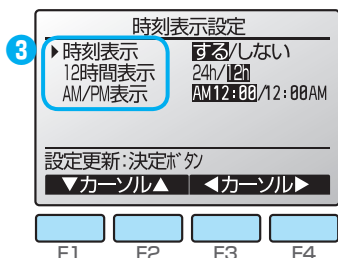 時刻表示設定
3
▶時刻表示 する/しない
12時間表示 24h/12h
AM/PM表示 AM12:00/12:00AM
設定更新:決定ボタン
▼カーソル▲ ◀カーソル▶
F1 F2 F3 F4